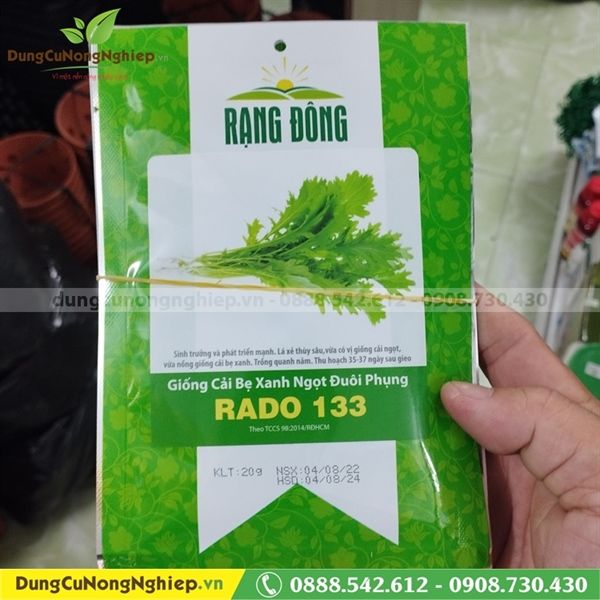 DungCuNongNghiep.vn
RẠNG ĐÔNG
dungcunongnghiep.vn - 0888.542.612 - 0908.730.430
Sinh trưởng và phát triển mạnh. Lá xẻ thùy sâu, vừa có vị giống cải ngọt,
vừa nồng giống cải bẹ xanh. Trồng quanh năm. Thu hoạch 35-37 ngày sau gieo
Giống Cải Bẹ Xanh Ngọt Đuôi Phụng
RADO 133
Theo TCCS 98:2014/RĐHCM
KLT:20g NSX:04/08/22
HSD:04/08/24
DungCuNongNghiep.vn 0888.542.612 - 0908.730.430